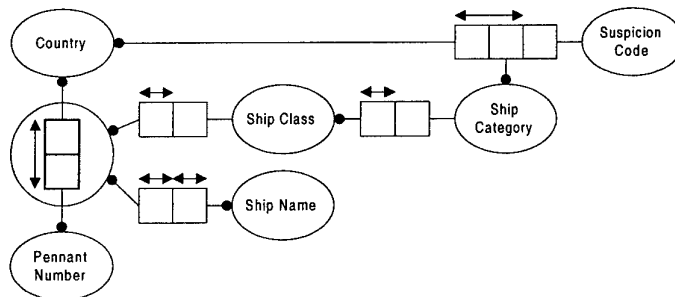 Country
Suspicion
Code
Ship Class
Ship
Category
Ship Name
Pennant
Number